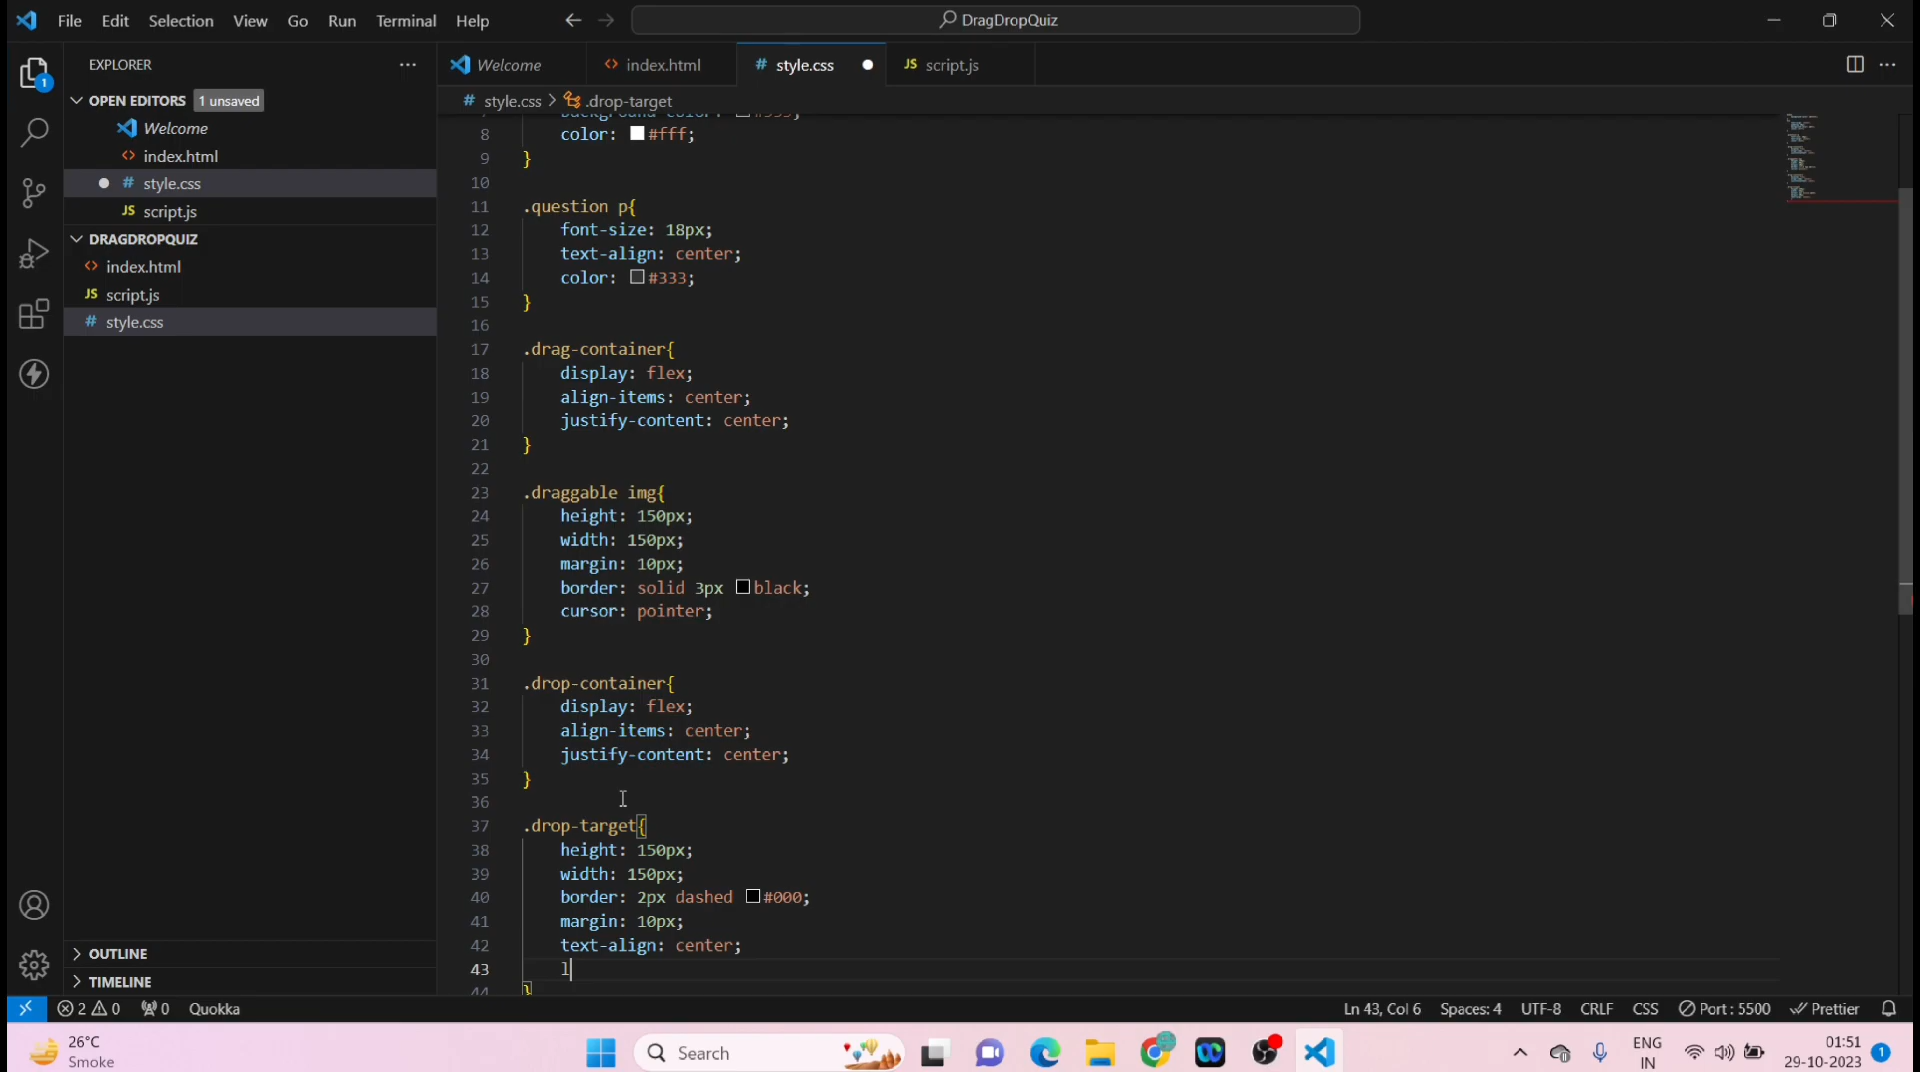 File Edit Selection View Go Run Terminal Help
DragDropQuiz
EXPLORER
Welcome
index.html
style.css
JS script.js
OPEN EDITORS 1 unsaved
Welcome
index.html
# style.css
JS script.js
DRAGDROPQUIZ
index.html
JS script.js
# style.css
OUTLINE
TIMELINE
# style.css > .drop-target
8 color: #fff;
9 }
10
11 .question p{
12 font-size: 18px;
13 text-align: center;
14 color: #333;
15 }
16
17 .drag-container{
18 display: flex;
19 align-items: center;
20 justify-content: center;
21 }
22
23 .draggable img{
24 height: 150px;
25 width: 150px;
26 margin: 10px;
27 border: solid 3px black;
28 cursor: pointer;
29 }
30
31 .drop-container{
32 display: flex;
33 align-items: center;
34 justify-content: center;
35 }
36
37 .drop-target{
38 height: 150px;
39 width: 150px;
40 border: 2px dashed #000;
41 margin: 10px;
42 text-align: center;
43 l
44 }
2 0 0 Quokka
Ln 43, Col 6 Spaces: 4 UTF-8 CRLF CSS Port : 5500 Prettier
26°C
Smoke
Search
ENG
IN
01:51
29-10-2023
1